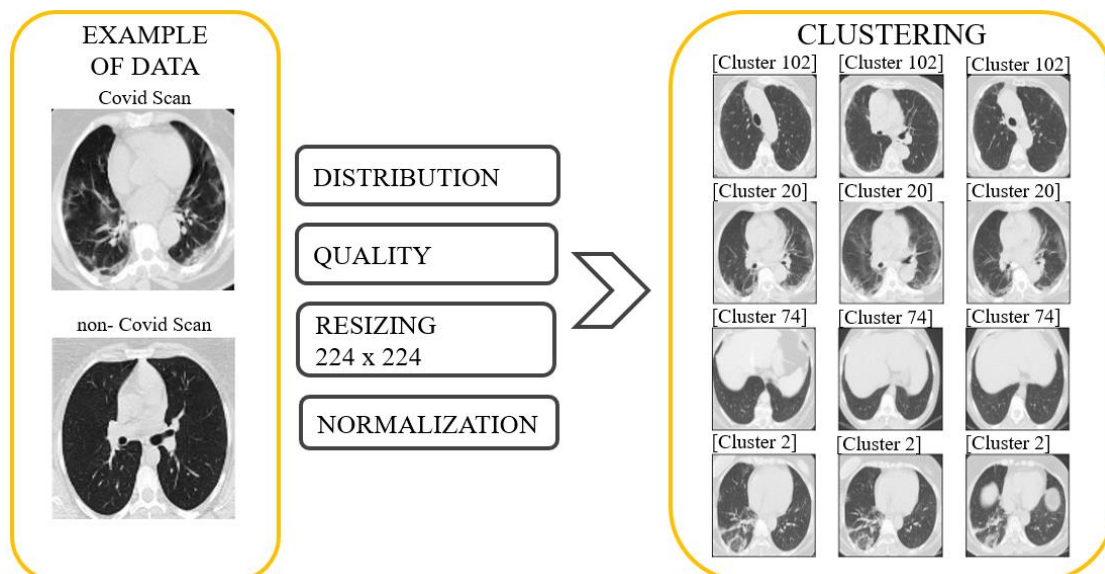 EXAMPLE
OF DATA
Covid Scan
non- Covid Scan
DISTRIBUTION
QUALITY
RESIZING
224 x 224
NORMALIZATION
CLUSTERING
[Cluster 102] [Cluster 102] [Cluster 102]
[Cluster 20] [Cluster 20] [Cluster 20]
[Cluster 74] [Cluster 74] [Cluster 74]
[Cluster 2] [Cluster 2] [Cluster 2]